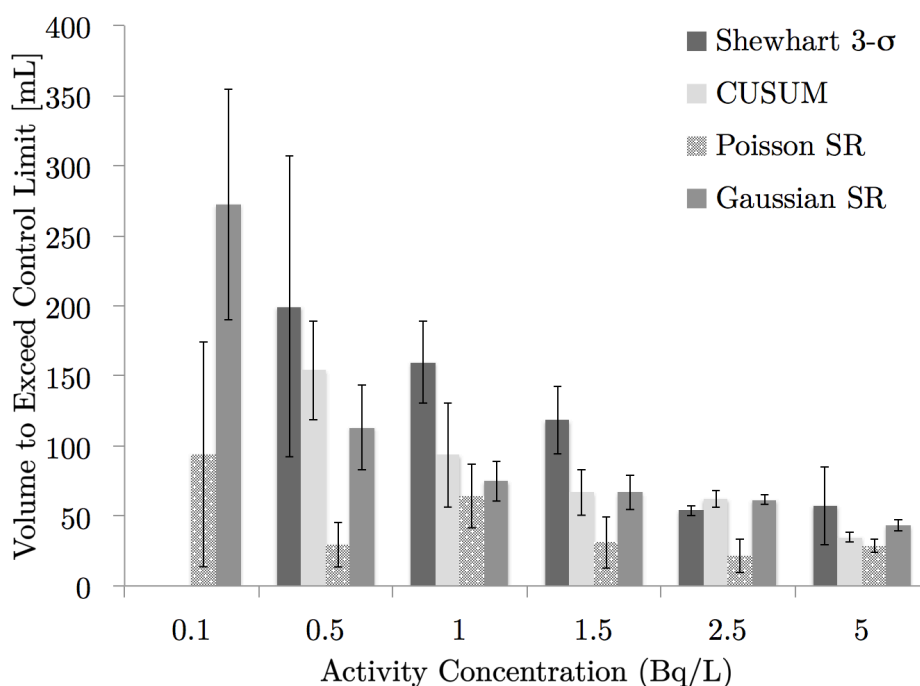 400
350
300
250
200
150
100
50
0
Volume to Exceed Control Limit [mL]
Shewhart 3-σ
CUSUM
Poisson SR
Gaussian SR
0.1 0.5 1 1.5 2.5 5
Activity Concentration (Bq/L)